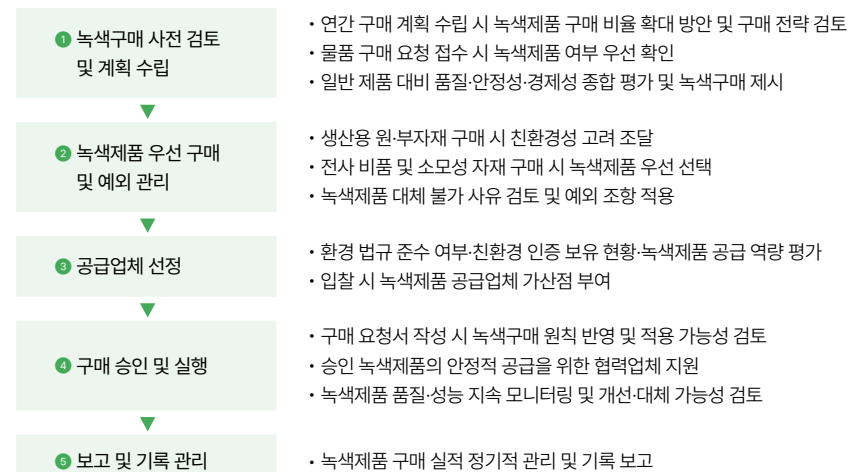 ❶ 녹색구매 사전 검토
및 계획 수립
• 연간 구매 계획 수립 시 녹색제품 구매 비율 확대 방안 및 구매 전략 검토
• 물품 구매 요청 접수 시 녹색제품 여부 우선 확인
• 일반 제품 대비 품질·안정성·경제성 종합 평가 및 녹색구매 제시
❷ 녹색제품 우선 구매
및 예외 관리
• 생산용 원·부자재 구매 시 친환경성 고려 조달
• 전사 비품 및 소모성 자재 구매 시 녹색제품 우선 선택
• 녹색제품 대체 불가 사유 검토 및 예외 조항 적용
❸ 공급업체 선정
• 환경 법규 준수 여부·친환경 인증 보유 현황·녹색제품 공급 역량 평가
• 입찰 시 녹색제품 공급업체 가산점 부여
❹ 구매 승인 및 실행
• 구매 요청서 작성 시 녹색구매 원칙 반영 및 적용 가능성 검토
• 승인 녹색제품의 안정적 공급을 위한 협력업체 지원
• 녹색제품 품질·성능 지속 모니터링 및 개선·대체 가능성 검토
❺ 보고 및 기록 관리
• 녹색제품 구매 실적 정기적 관리 및 기록 보고